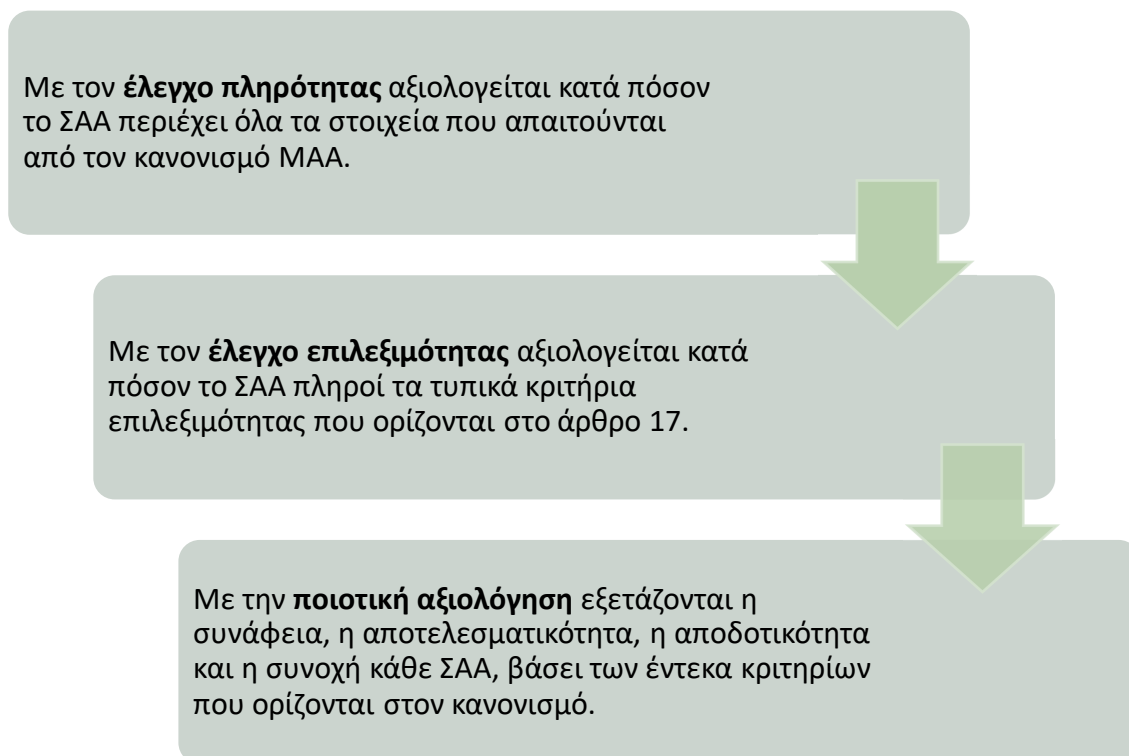 Με τον έλεγχο πληρότητας αξιολογείται κατά πόσον
το ΣΑΑ περιέχει όλα τα στοιχεία που απαιτούνται
από τον κανονισμό ΜΑΑ.
Με τον έλεγχο επιλεξιμότητας αξιολογείται κατά
πόσον το ΣΑΑ πληροί τα τυπικά κριτήρια
επιλεξιμότητας που ορίζονται στο άρθρο 17.
Με την ποιοτική αξιολόγηση εξετάζονται η
συνάφεια, η αποτελεσματικότητα, η αποδοτικότητα
και η συνοχή κάθε ΣΑΑ, βάσει των έντεκα κριτηρίων
που ορίζονται στον κανονισμό.